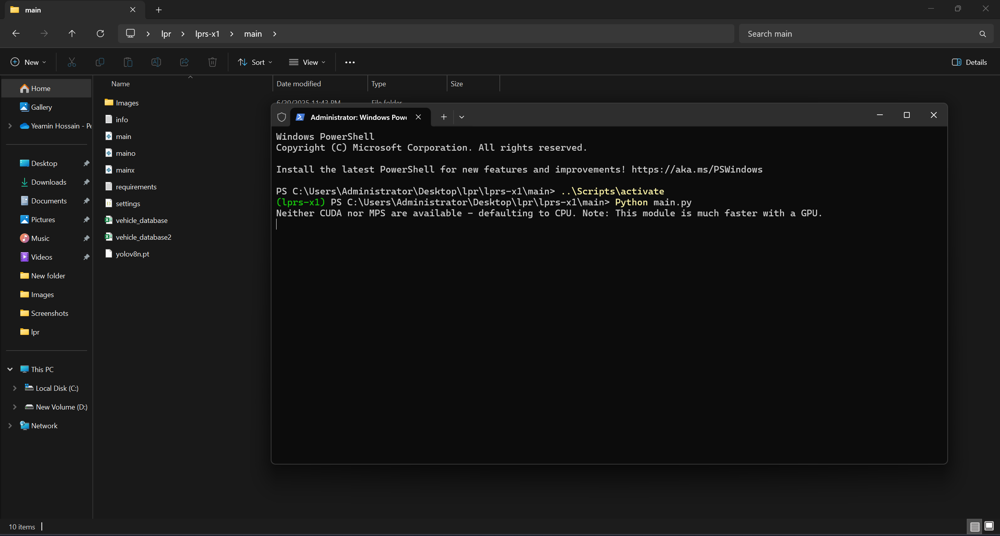 main
lpr
lprs-x1
main
Search main
New
Sort
View
Details
Home
Gallery
Yeamin Hossain - Pe
Desktop
Downloads
Documents
Pictures
Music
Videos
New folder
Images
Screenshots
lpr
This PC
Local Disk (C:)
New Volume (D:)
Network
Name
Date modified
Type
Size
Images
6/20/2025 11:43 PM
File folder
info
main
maino
mainx
requirements
settings
vehicle_database
vehicle_database2
yolov8n.pt
Administrator: Windows Powe
Windows PowerShell
Copyright (C) Microsoft Corporation. All rights reserved.
Install the latest PowerShell for new features and improvements! https://aka.ms/PSWindows
PS C:\Users\Administrator\Desktop\lpr\lprs-x1\main> ..\Scripts\activate
(lprs-x1) PS C:\Users\Administrator\Desktop\lpr\lprs-x1\main> Python main.py
Neither CUDA nor MPS are available - defaulting to CPU. Note: This module is much faster with a GPU.
10 items